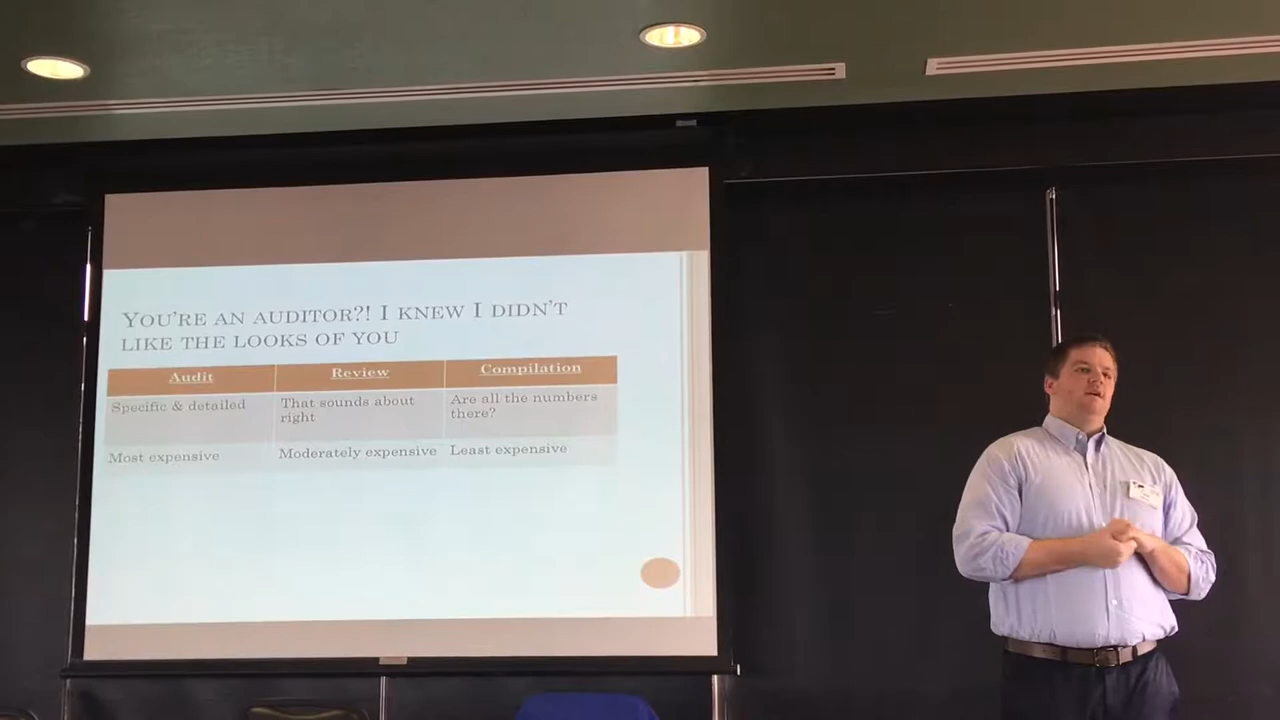 YOU'RE AN AUDITOR?! I KNEW I DIDN'T
LIKE THE LOOKS OF YOU
Audit Review Compilation
Specific & detailed That sounds about right Are all the numbers there?
Most expensive Moderately expensive Least expensive